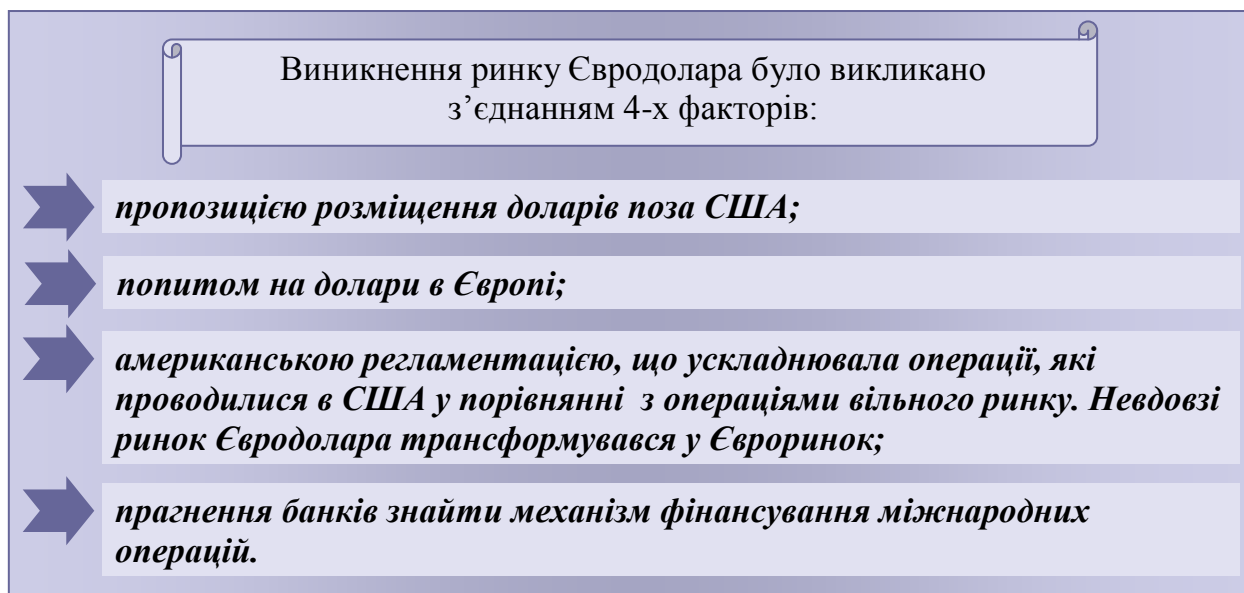 Виникнення ринку Євродолара було викликано
з’єднанням 4-х факторів:
пропозицією розміщення доларів поза США;
попитом на долари в Європі;
американською регламентацією, що ускладнювала операції, які
проводилися в США у порівнянні з операціями вільного ринку. Невдовзі
ринок Євродолара трансформувався у Євроринок;
прагнення банків знайти механізм фінансування міжнародних
операцій.